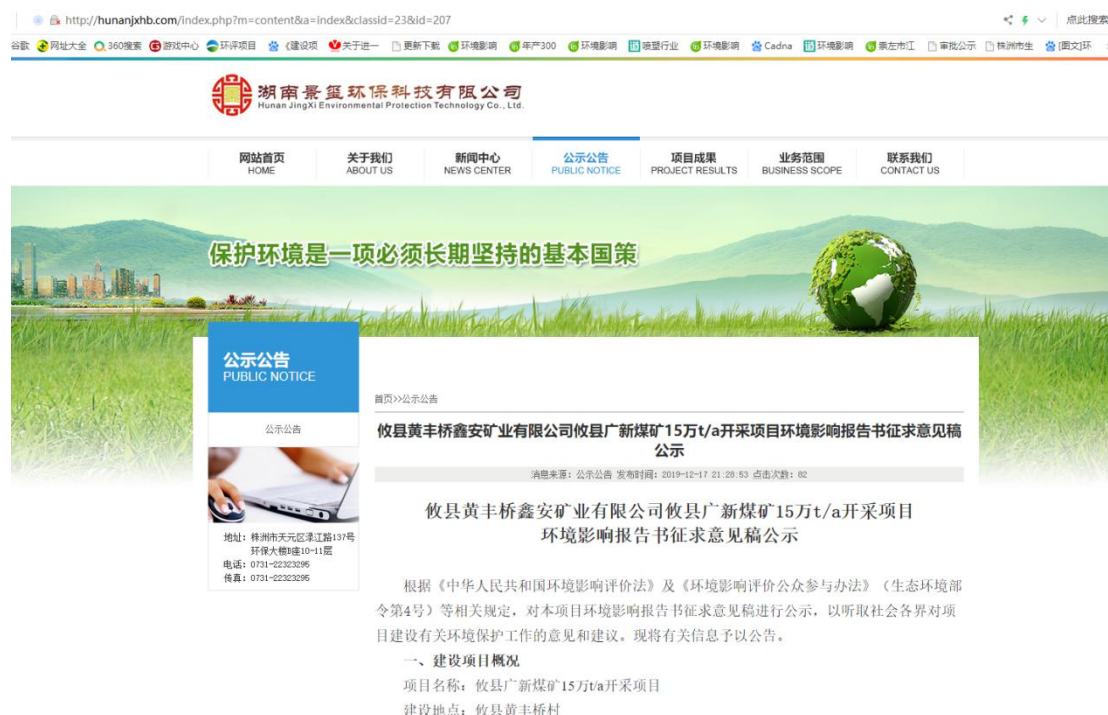 http://hunanjxhb.com/index.php?m=content&a=index&classid=23&id=207
点此搜索
谷歌 网址大全 360搜索 游戏中心 环评项目 《建设项 关于进一 更新下载 环境影响 年产300 环境影响 喷塑行业 环境影响 Cadna 环境影响 崇左市江 审批公示 株洲市生 [图文]环
湖南景玺环保科技有限公司
Hunan JingXi Environmental Protection Technology Co., Ltd.
网站首页 关于我们 新闻中心 公示公告 项目成果 业务范围 联系我们
HOME ABOUT US NEWS CENTER PUBLIC NOTICE PROJECT RESULTS BUSINESS SCOPE CONTACT US
保护环境是一项必须长期坚持的基本国策
公示公告
PUBLIC NOTICE
公示公告
地址：株洲市天元区渌江路137号
环保大楼B座10-11层
电话：0731-22323295
传真：0731-22323295
首页>>公示公告
攸县黄丰桥鑫安矿业有限公司攸县广新煤矿15万t/a开采项目环境影响报告书征求意见稿
公示
消息来源：公示公告 发布时间：2019-12-17 21:28:53 点击次数：82
攸县黄丰桥鑫安矿业有限公司攸县广新煤矿15万t/a开采项目
环境影响报告书征求意见稿公示
根据《中华人民共和国环境影响评价法》及《环境影响评价公众参与办法》（生态环境部
令第4号）等相关规定，对本项目环境影响报告书征求意见稿进行公示，以听取社会各界对项
目建设有关环境保护工作的意见和建议。现将有关信息予以公告。
一、建设项目概况
项目名称：攸县广新煤矿15万t/a开采项目
建设地点：攸县黄丰桥村